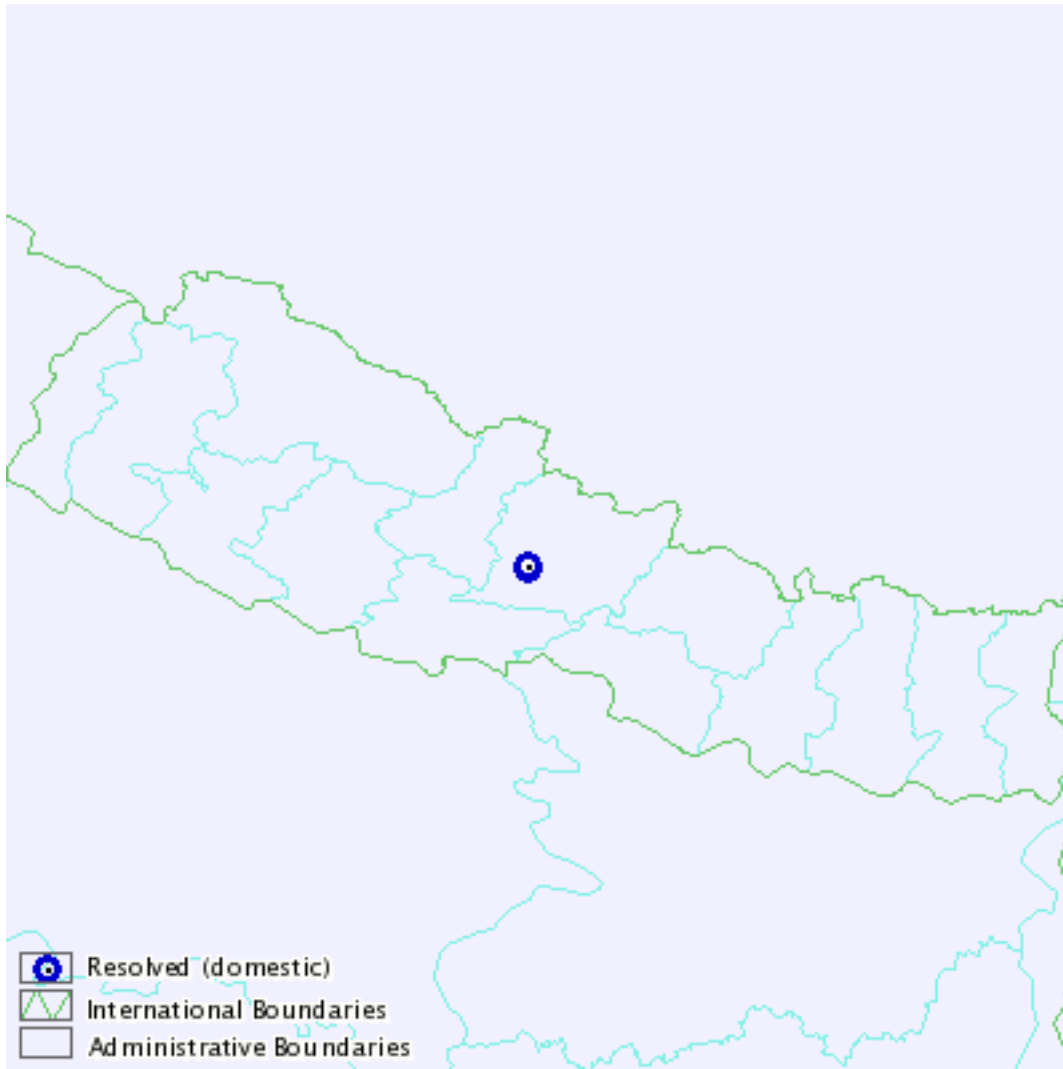 Resolved (domestic)
International Boundaries
Administrative Boundaries